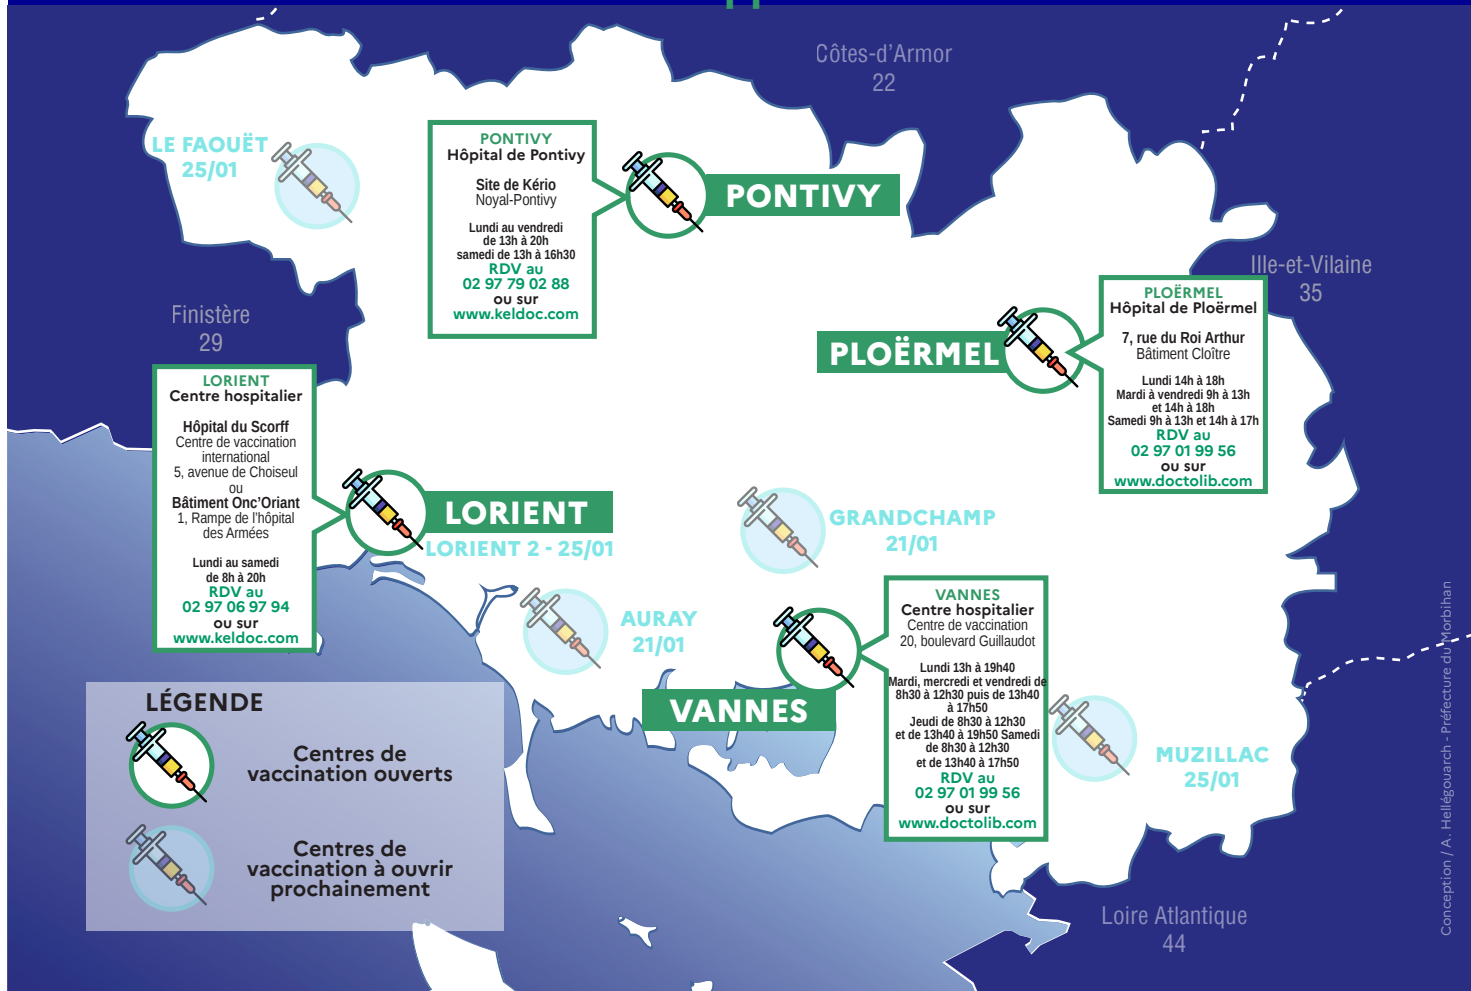 Côtes-d'Armor
22
LE FAOUËT
25/01
PONTIVY
Hôpital de Pontivy
Site de Kério
Noyal-Pontivy
Lundi au vendredi
de 13h à 20h
samedi de 13h à 16h30
RDV au
02 97 79 02 88
ou sur
www.keldoc.com
PONTIVY
Ille-et-Vilaine
35
Finistère
29
PLOËRMEL
PLOËRMEL
Hôpital de Ploërmel
7, rue du Roi Arthur
Bâtiment Cloître
Lundi 14h à 18h
Mardi à vendredi 9h à 13h
et 14h à 18h
Samedi 9h à 13h et 14h à 17h
RDV au
02 97 01 99 56
ou sur
www.doctolib.com
LORIENT
Centre hospitalier
Hôpital du Scorff
Centre de vaccination
international
5, avenue de Choiseul
ou
Bâtiment Onc'Oriant
1, Rampe de l'hôpital
des Armées
Lundi au samedi
de 8h à 20h
RDV au
02 97 06 97 94
ou sur
www.keldoc.com
LORIENT
LORIENT 2 - 25/01
GRANDCHAMP
21/01
AURAY
21/01
VANNES
VANNES
Centre hospitalier
Centre de vaccination
20, boulevard Guillaudot
Lundi 13h à 19h40
Mardi, mercredi et vendredi de
8h30 à 12h30 puis de 13h40
à 17h50
Jeudi de 8h30 à 12h30
et de 13h40 à 19h50 Samedi
de 8h30 à 12h30
et de 13h40 à 17h50
RDV au
02 97 01 99 56
ou sur
www.doctolib.com
MUZILLAC
25/01
LÉGENDE
Centres de
vaccination ouverts
Centres de
vaccination à ouvrir
prochainement
Loire Atlantique
44
Conception / A. Hellégouarch - Préfecture du Morbihan